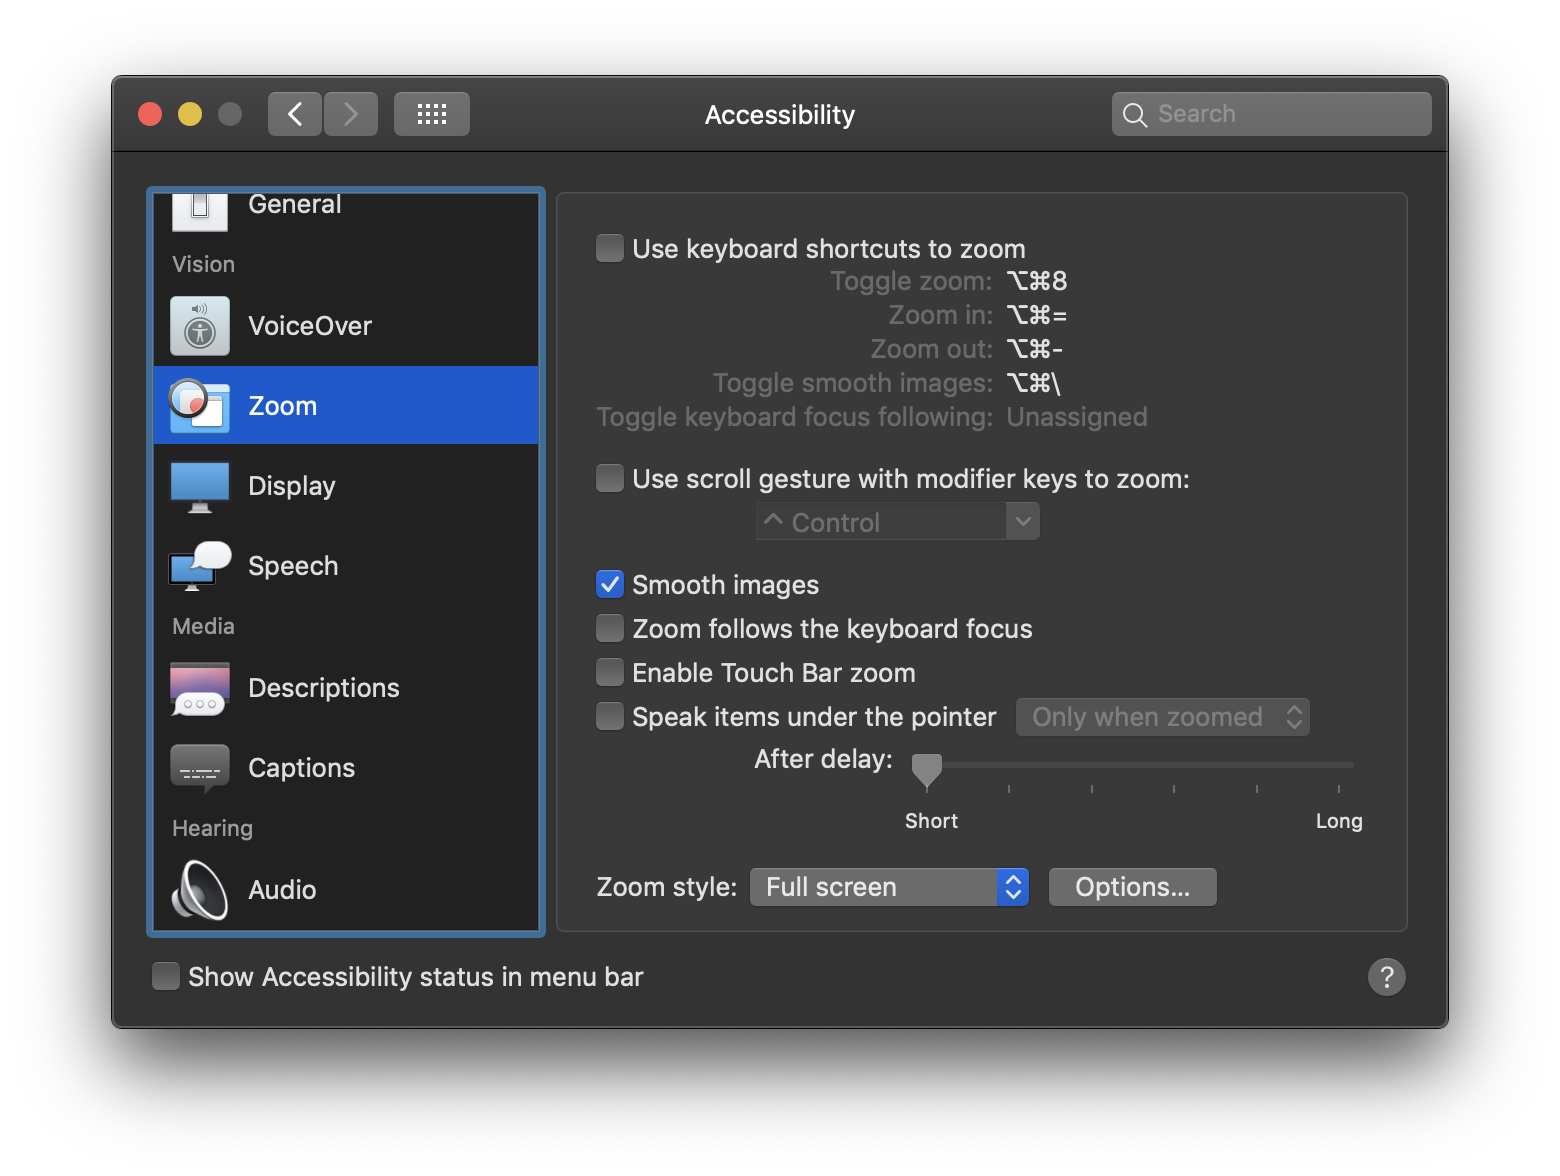 Accessibility
Search
General
Vision
VoiceOver
Zoom
Display
Speech
Media
Descriptions
Captions
Hearing
Audio
Use keyboard shortcuts to zoom
Toggle zoom: ⌥⌘8
Zoom in: ⌥⌘=
Zoom out: ⌥⌘-
Toggle smooth images: ⌥⌘\
Toggle keyboard focus following: Unassigned
Use scroll gesture with modifier keys to zoom:
^ Control
Smooth images
Zoom follows the keyboard focus
Enable Touch Bar zoom
Speak items under the pointer Only when zoomed
After delay:
Short Long
Zoom style: Full screen Options...
Show Accessibility status in menu bar ?